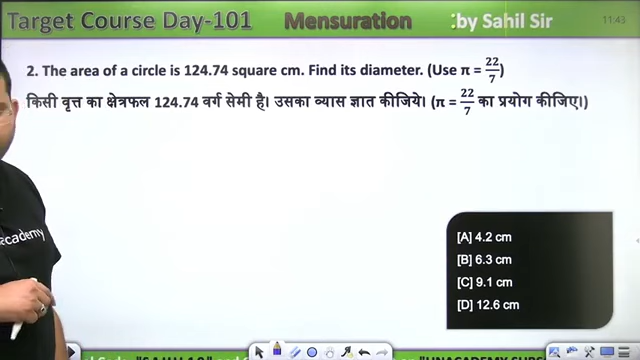 Target Course Day-101 Mensuration :by Sahil Sir 11:43
2. The area of a circle is 124.74 square cm. Find its diameter. (Use π = 22/7)
किसी वृत्त का क्षेत्रफल 124.74 वर्ग सेमी है। उसका व्यास ज्ञात कीजिये। (π = 22/7 का प्रयोग कीजिए।)
[A] 4.2 cm
[B] 6.3 cm
[C] 9.1 cm
[D] 12.6 cm
academy